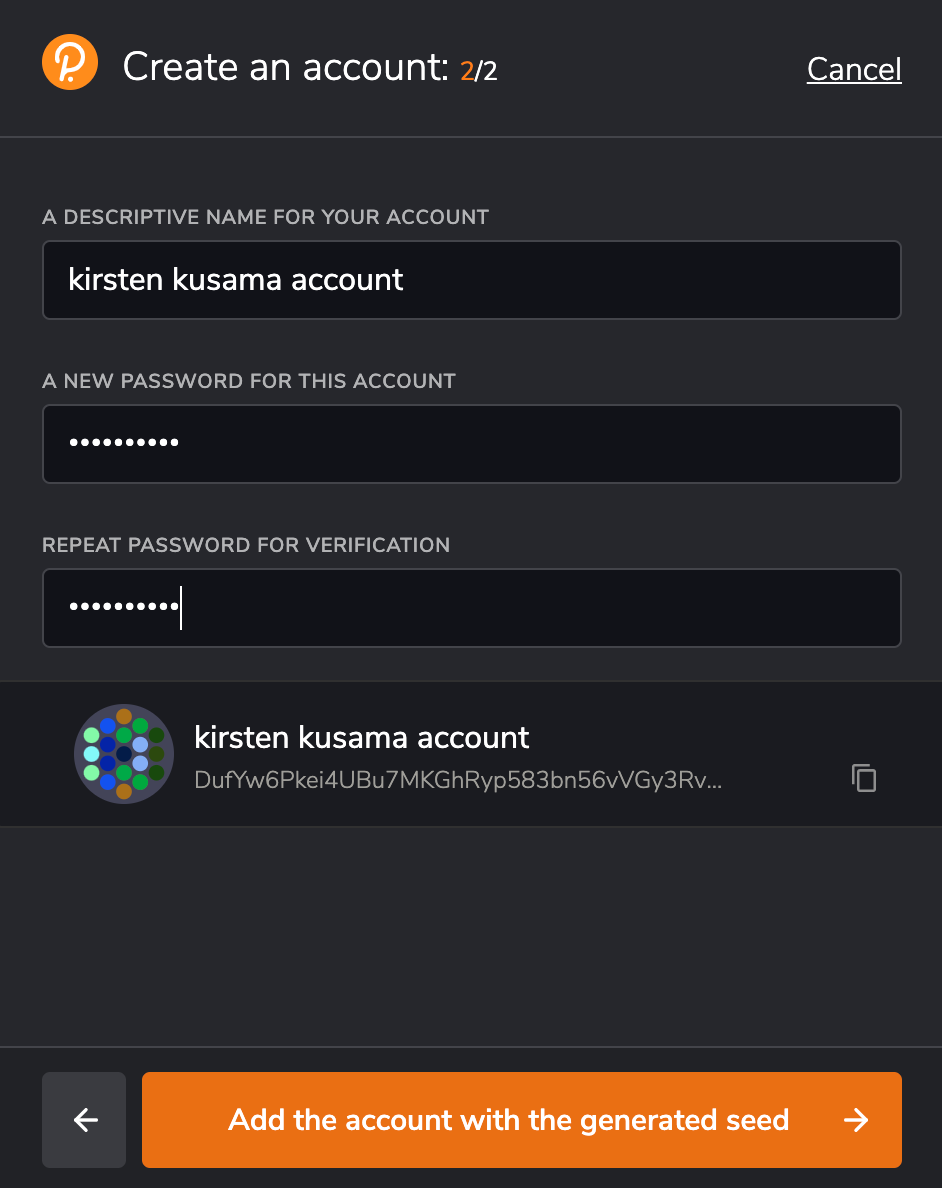 Create an account: 2/2
Cancel
A DESCRIPTIVE NAME FOR YOUR ACCOUNT
kirsten kusama account
A NEW PASSWORD FOR THIS ACCOUNT
••••••••••
REPEAT PASSWORD FOR VERIFICATION
••••••••••
kirsten kusama account
DufYw6Pkei4UBu7MKGhRyp583bn56vVGy3Rv...
Add the account with the generated seed